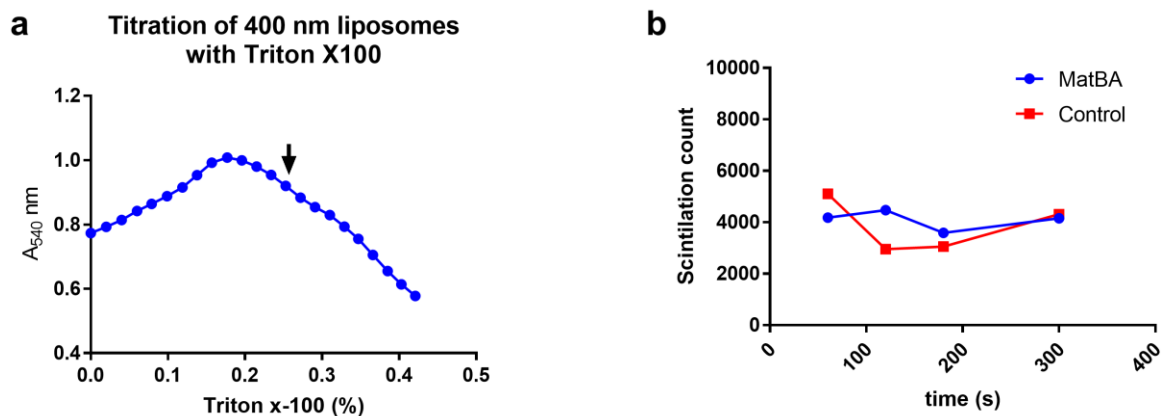 a
Titration of 400 nm liposomes
with Triton X100
A540 nm
1.2
1.0
0.8
0.6
0.4
0.0 0.1 0.2 0.3 0.4 0.5
Triton x-100 (%)
b
Scintilation count
10000
8000
6000
4000
2000
0
MatBA
Control
0 100 200 300 400
time (s)